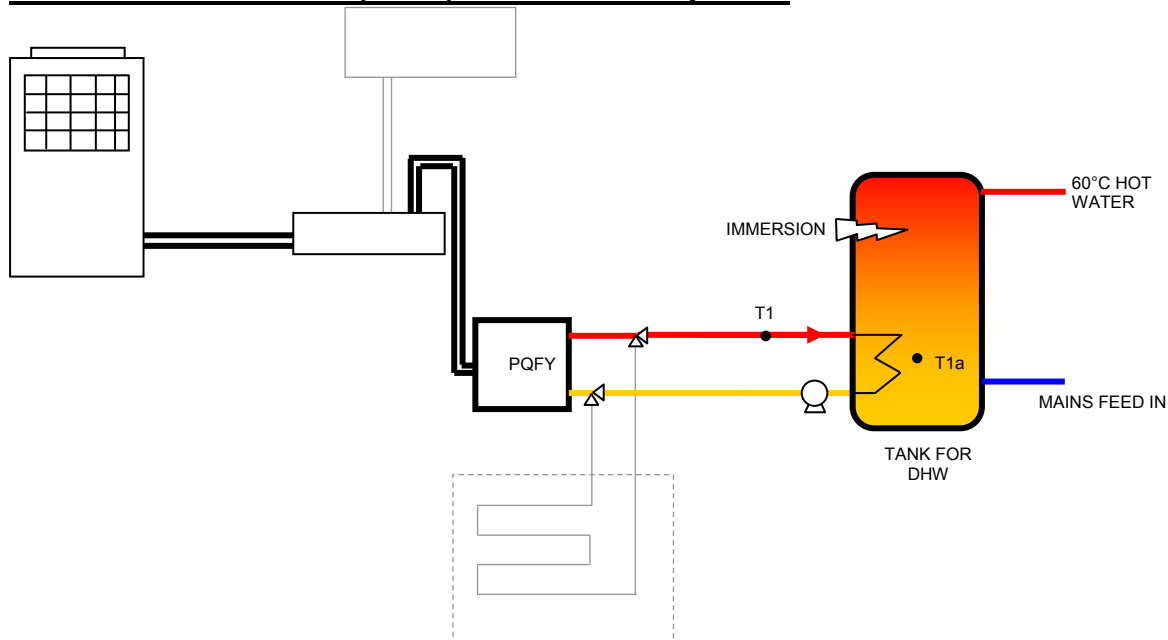 60°C HOT
WATER
IMMERSION
T1
PQFY
T1a
MAINS FEED IN
TANK FOR
DHW